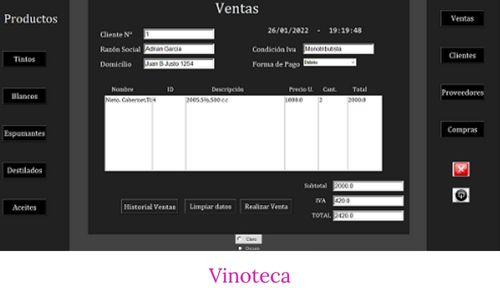 Ventas
Productos
Tintos
Blancos
Espumantes
Destilados
Aceites
Cliente N° 1
26/01/2022 - 19:19:48
Razón Social Adrian Garcia
Condición Iva Monotributista
Domicilio Juan B Justo 1254
Forma de Pago Debito
Nombre ID Descripción Precio U. Cant. Total
Nieto, Cabernet,Ti:4 2005,5%,500 cc 1000.0 2 2000.0
Subtotal 2000.0
IVA 420.0
TOTAL 2420.0
Historial Ventas Limpiar datos Realizar Venta
Claro
Oscuro
Ventas
Clientes
Proveedores
Compras
Vinoteca